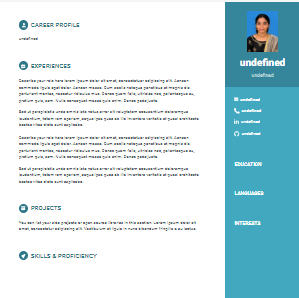 CAREER PROFILE
undefined
EXPERIENCES
Describe your role here lorem ipsum dolor sit amet, consectetuer adipiscing elit. Aenean
commodo ligula eget dolor. Aenean massa. Cum sociis natoque penatibus et magnis dis
parturient montes, nascetur ridiculus mus. Donec quam felis, ultricies nec, pellentesque eu,
pretium quis, sem. Nulla consequat massa quis enim. Donec pede justo.
Sed ut perspiciatis unde omnis iste natus error sit voluptatem accusantium doloremque
laudantium, totam rem aperiam, eaque ipsa quae ab illo inventore veritatis et quasi architecto
beatae vitae dicta sunt explicabo.
Describe your role here lorem ipsum dolor sit amet, consectetuer adipiscing elit. Aenean
commodo ligula eget dolor. Aenean massa. Cum sociis natoque penatibus et magnis dis
parturient montes, nascetur ridiculus mus. Donec quam felis, ultricies nec, pellentesque eu,
pretium quis, sem. Nulla consequat massa quis enim. Donec pede justo.
Sed ut perspiciatis unde omnis iste natus error sit voluptatem accusantium doloremque
laudantium, totam rem aperiam, eaque ipsa quae ab illo inventore veritatis et quasi architecto
beatae vitae dicta sunt explicabo.
PROJECTS
You can list your side projects or open source libraries in this section. Lorem ipsum dolor sit
amet, consectetur adipiscing elit. Vestibulum et ligula in nunc bibendum fringilla a eu lectus.
SKILLS & PROFICIENCY
undefined
undefined
undefined
undefined
undefined
undefined
EDUCATION
LANGUAGES
INTERESTS